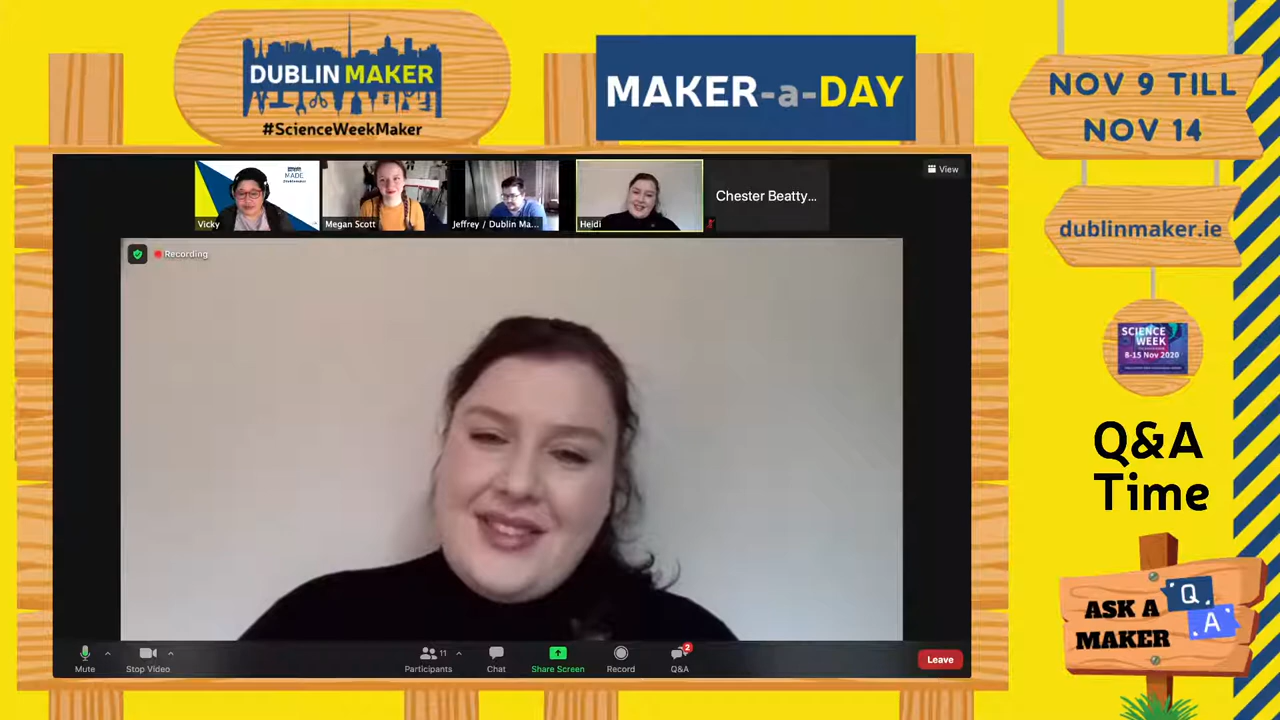 DUBLIN MAKER
#ScienceWeekMaker
MAKER-a-DAY
NOV 9 TILL
NOV 14
dublinmaker.ie
SCIENCE
WEEK
8-15 Nov 2020
Q&A
Time
ASK A
MAKER
Q
A
View
MADE
Vicky
Megan Scott
Jeffrey / Dublin Ma...
Heidi
Chester Beatty...
Recording
Mute
Stop Video
11
Participants
Chat
Share Screen
Record
2
Q&A
Leave